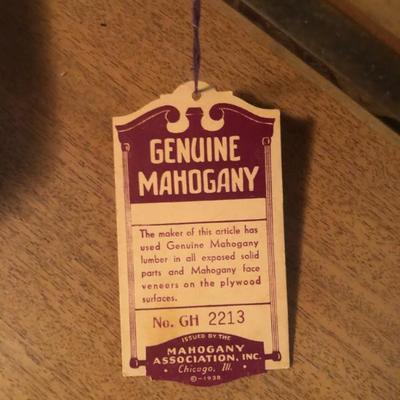 GENUINE
MAHOGANY
The maker of this article has
used Genuine Mahogany
lumber in all exposed solid
parts and Mahogany face
veneers on the plywood
surfaces.
No. GH 2213
ISSUED BY THE
MAHOGANY
ASSOCIATION, INC.
Chicago, Ill.
©-1938